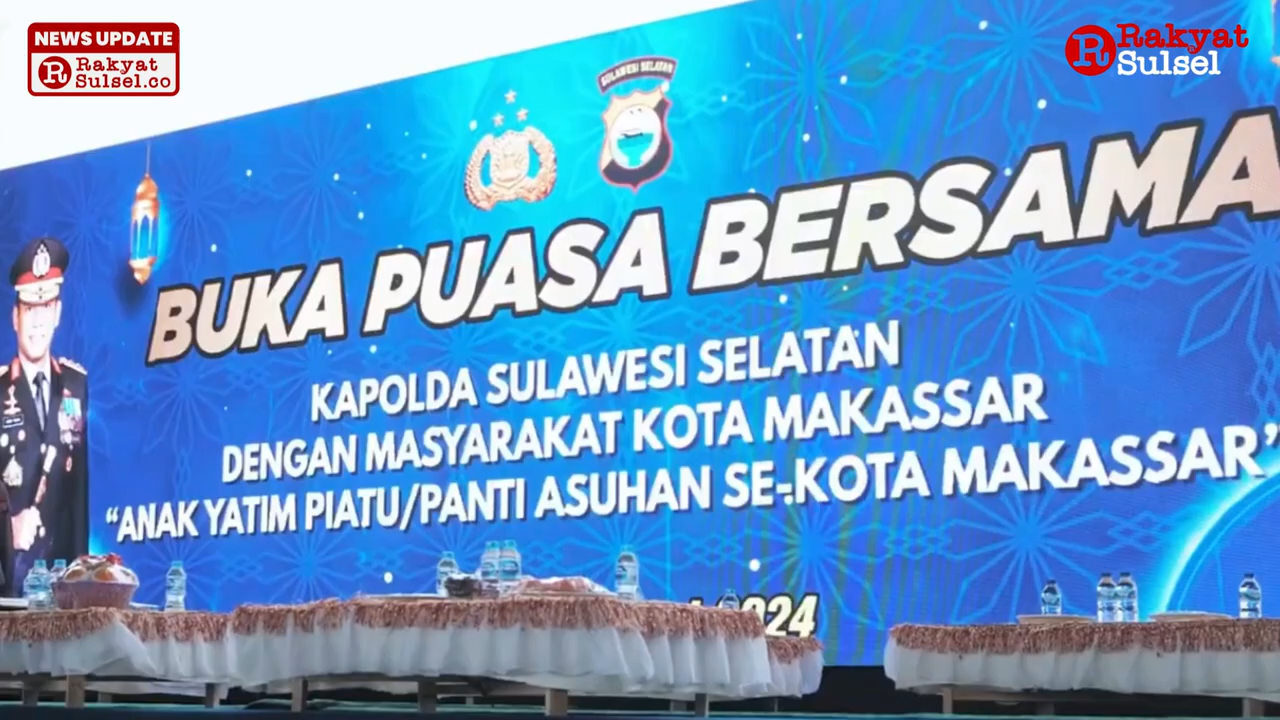 NEWS UPDATE
R Rakyat
Sulsel.co
R Rakyat
Sulsel
SULAWESI SELATAN
BUKA PUASA BERSAMA
KAPOLDA SULAWESI SELATAN
DENGAN MASYARAKAT KOTA MAKASSAR
"ANAK YATIM PIATU/PANTI ASUHAN SE-KOTA MAKASSAR"